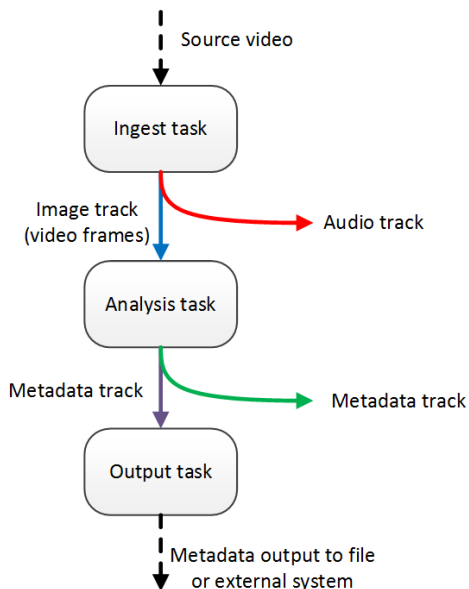 Source video
Ingest task
Image track
(video frames)
Audio track
Analysis task
Metadata track
Metadata track
Output task
Metadata output to file
or external system